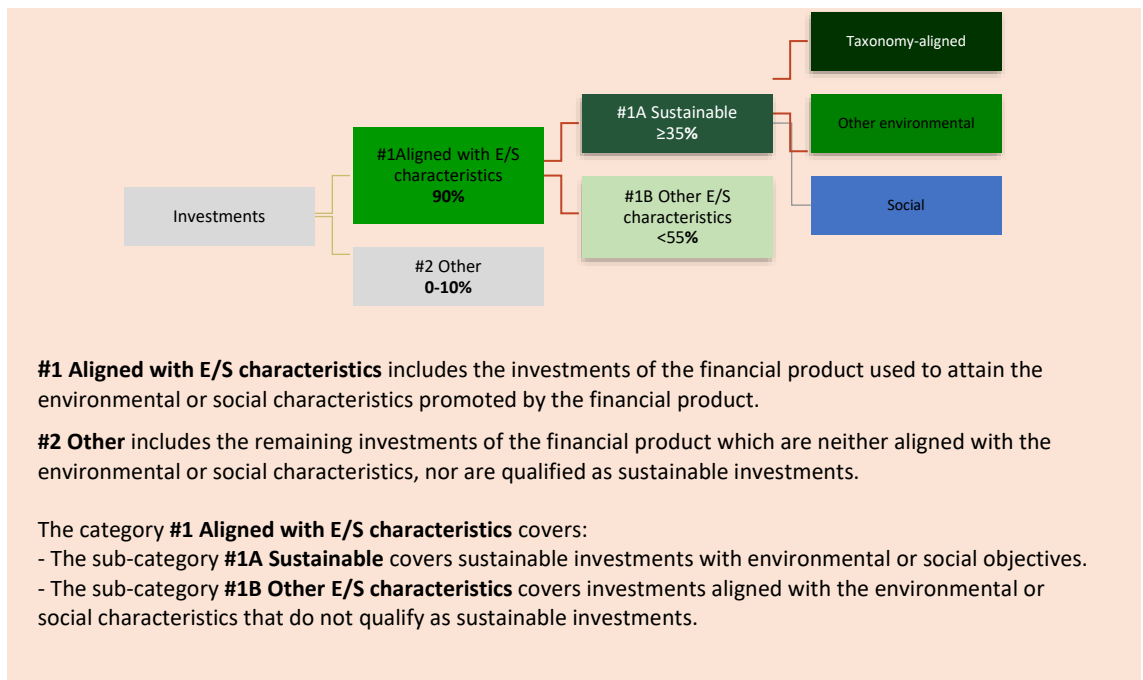 Taxonomy-aligned
#1A Sustainable
≥35%
Other environmental
#1Aligned with E/S
characteristics
90%
#1B Other E/S
characteristics
<55%
Social
Investments
#2 Other
0-10%
#1 Aligned with E/S characteristics includes the investments of the financial product used to attain the
environmental or social characteristics promoted by the financial product.
#2 Other includes the remaining investments of the financial product which are neither aligned with the
environmental or social characteristics, nor are qualified as sustainable investments.
The category #1 Aligned with E/S characteristics covers:
- The sub-category #1A Sustainable covers sustainable investments with environmental or social objectives.
- The sub-category #1B Other E/S characteristics covers investments aligned with the environmental or
social characteristics that do not qualify as sustainable investments.